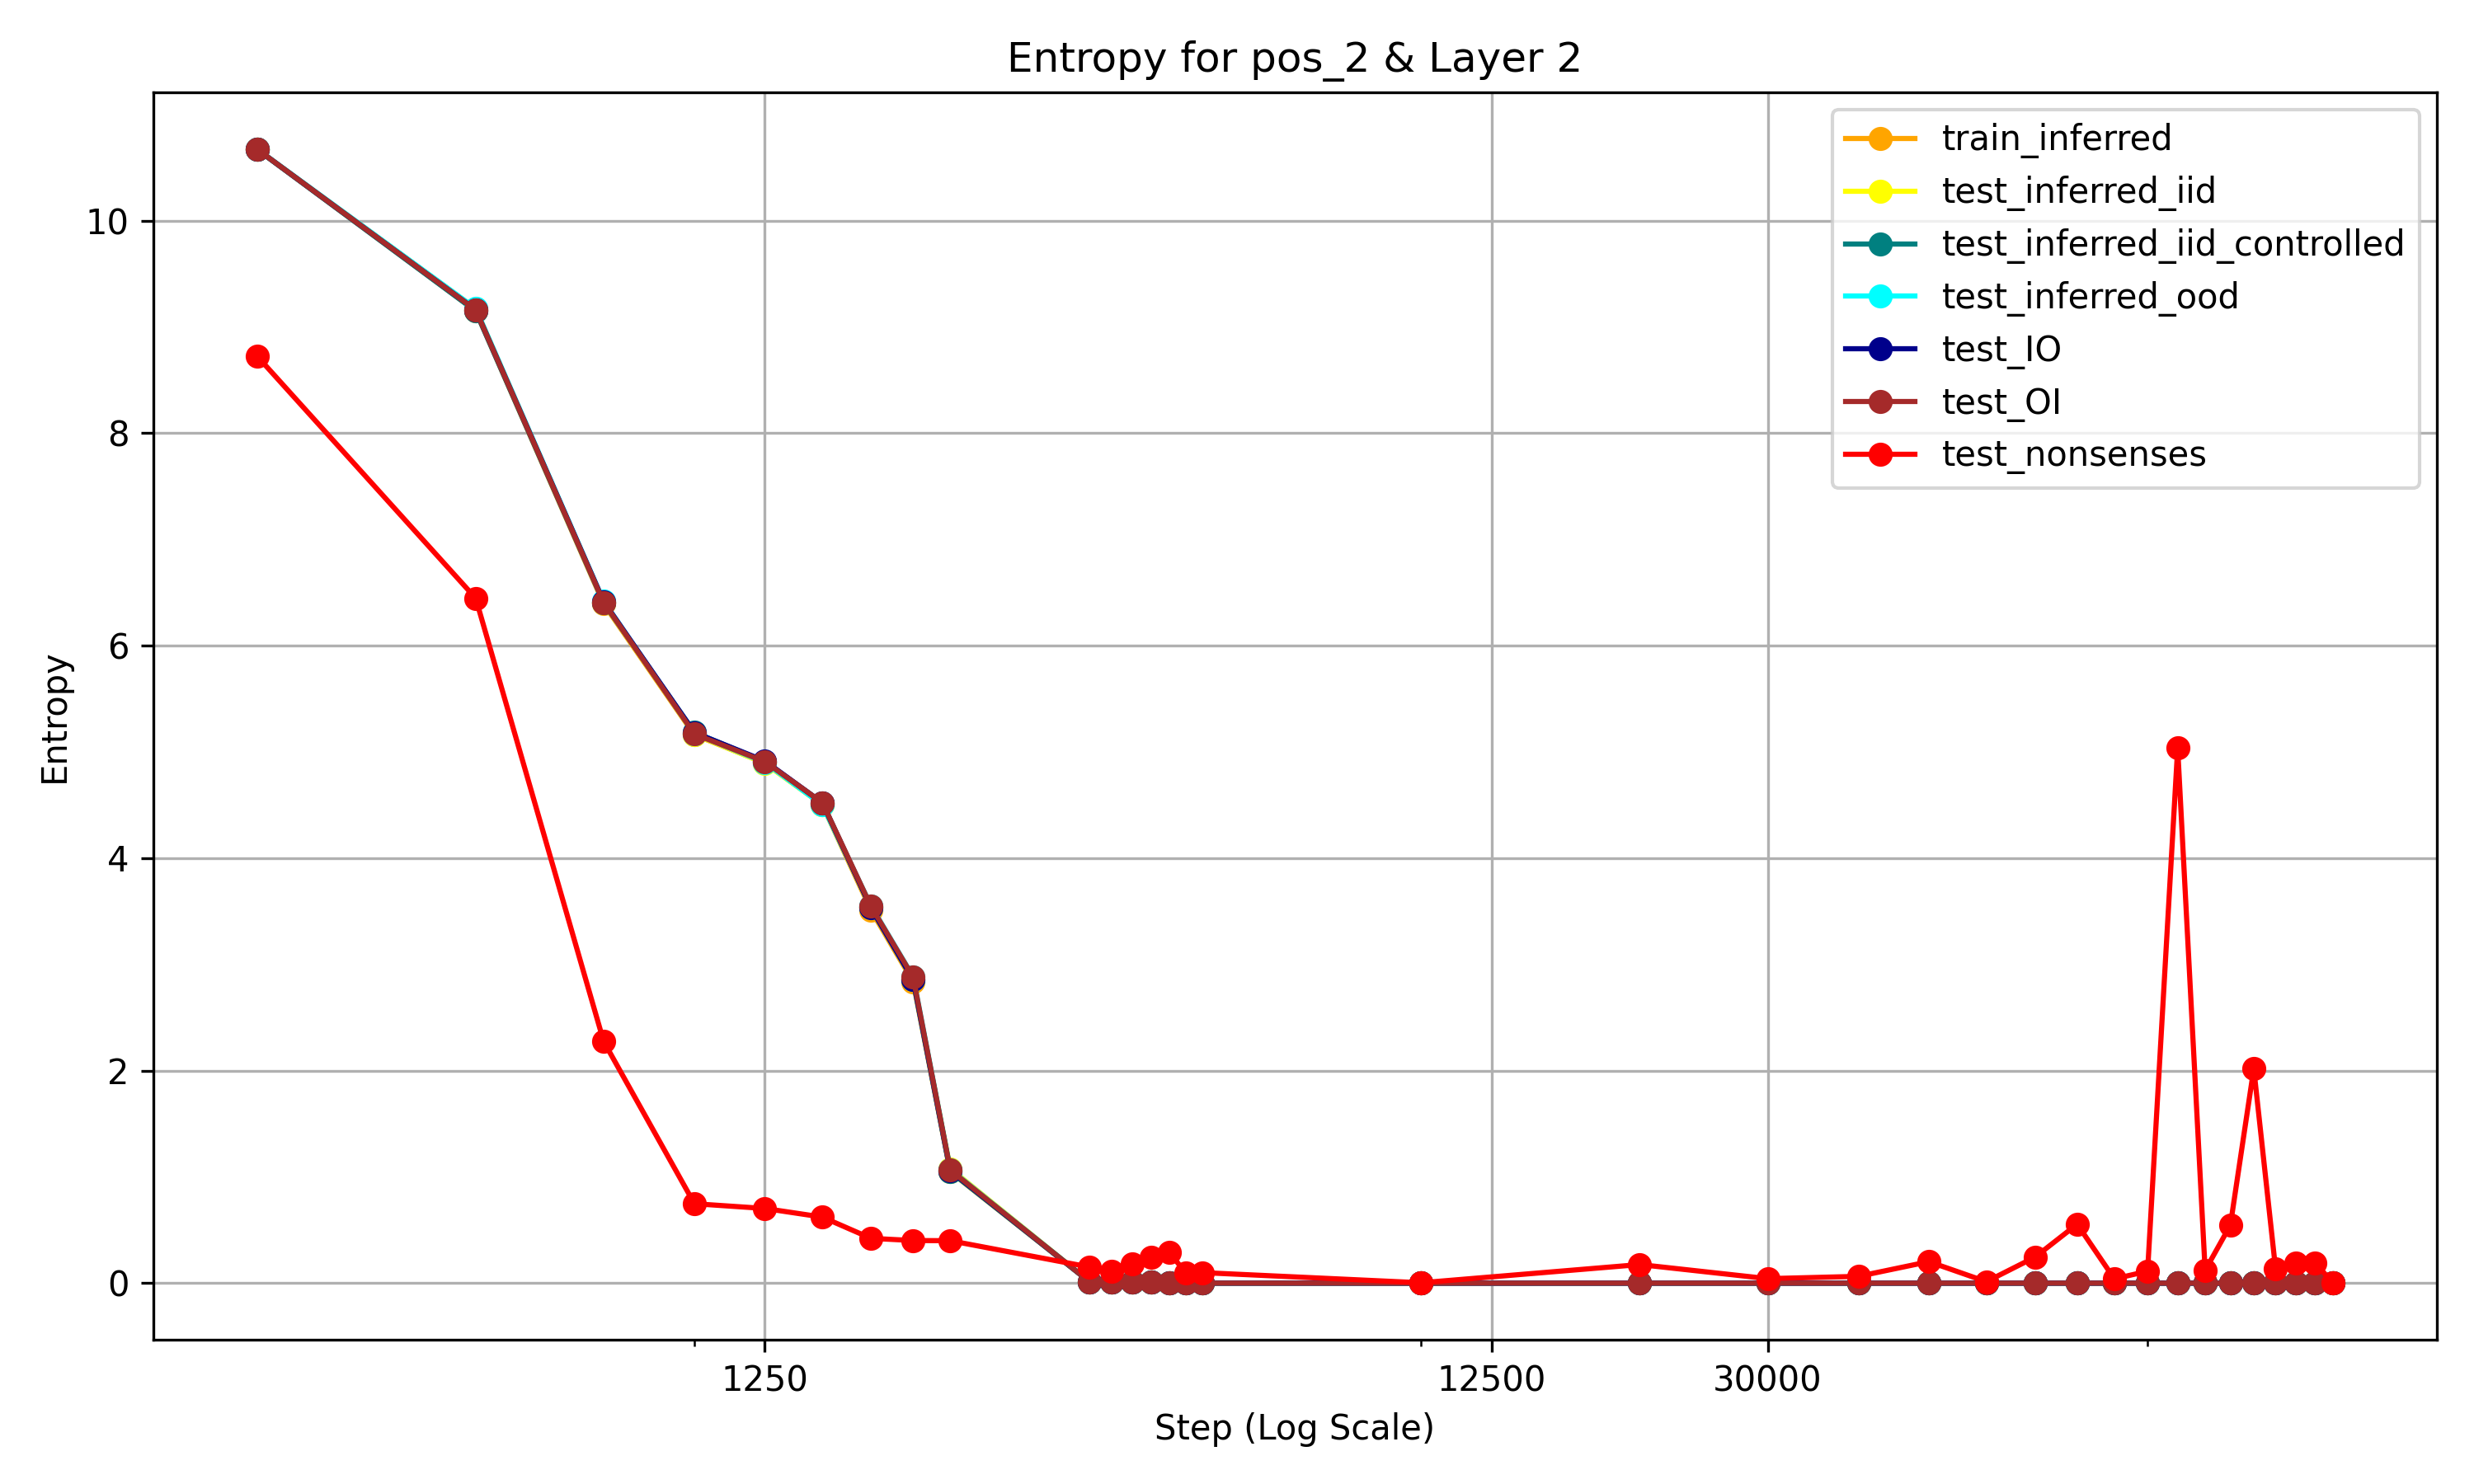 Entropy for pos_2 & Layer 2
train_inferred
test_inferred_iid
test_inferred_iid_controlled
test_inferred_ood
test_IO
test_OI
test_nonsenses
10
8
6
4
2
0
Entropy
1250
12500
30000
Step (Log Scale)